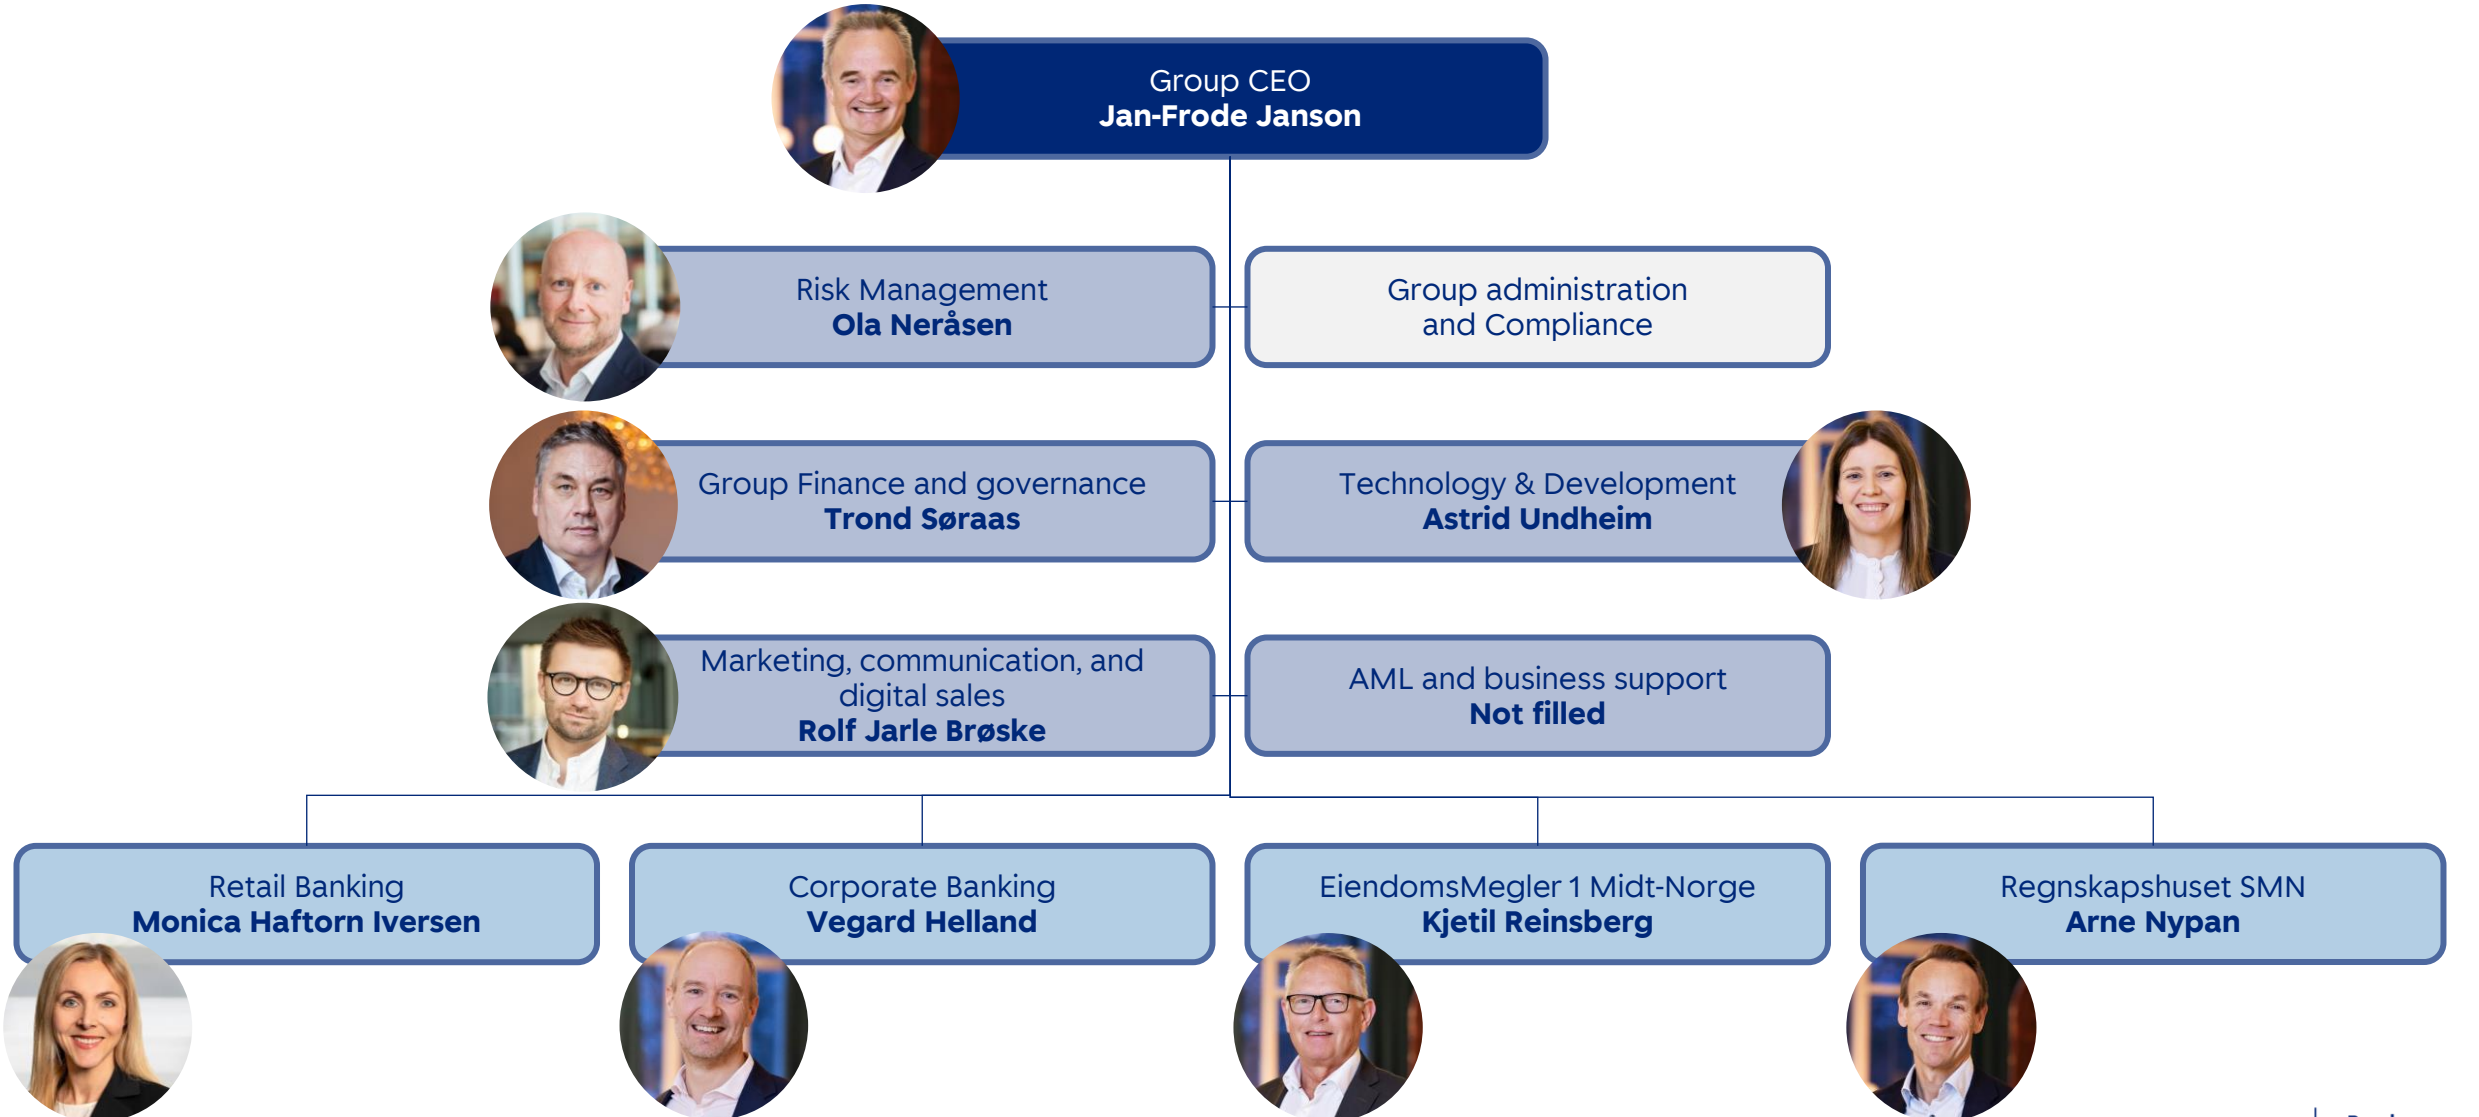 Group CEO
Jan-Frode Janson
Risk Management
Ola Neråsen
Group administration
and Compliance
Group Finance and governance
Trond Søraas
Technology & Development
Astrid Undheim
Marketing, communication, and
digital sales
Rolf Jarle Brøske
AML and business support
Not filled
Retail Banking
Monica Haftorn Iversen
Corporate Banking
Vegard Helland
EiendomsMegler 1 Midt-Norge
Kjetil Reinsberg
Regnskapshuset SMN
Arne Nypan